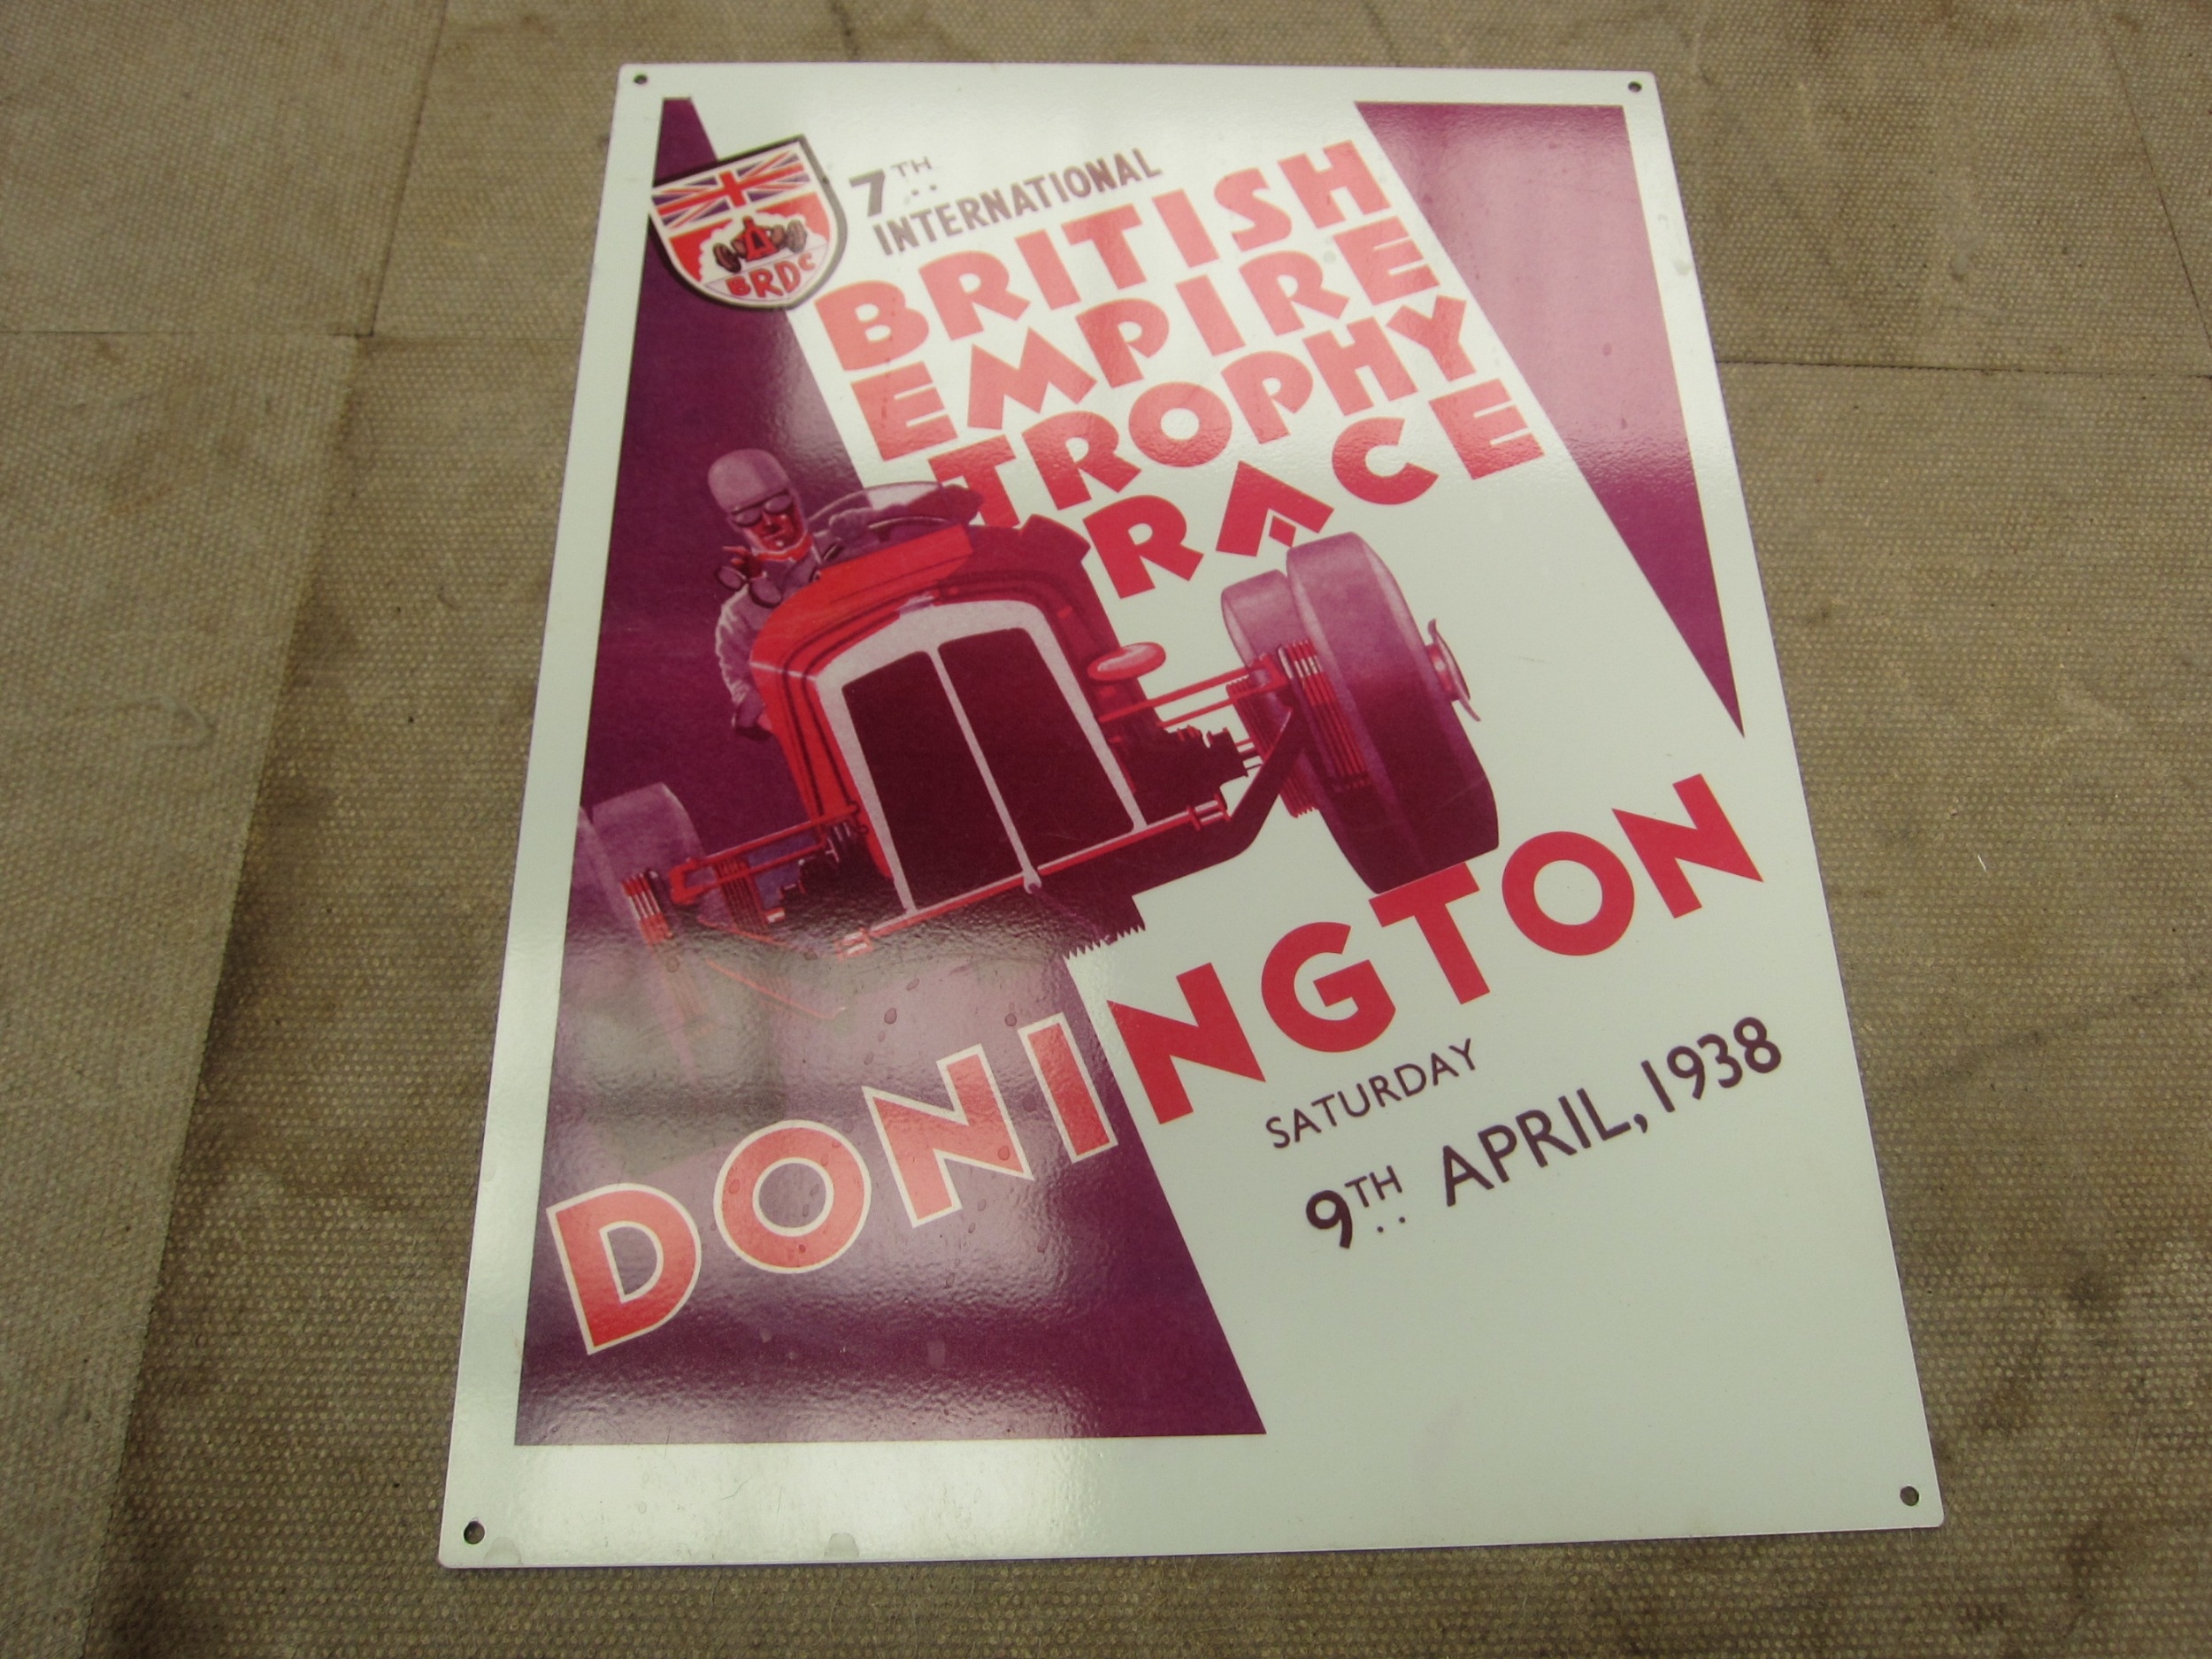 BRDC
7TH
INTERNATIONAL
BRITISH
EMPIRE
TROPHY
RACE
DONINGTON
SATURDAY
9TH APRIL, 1938